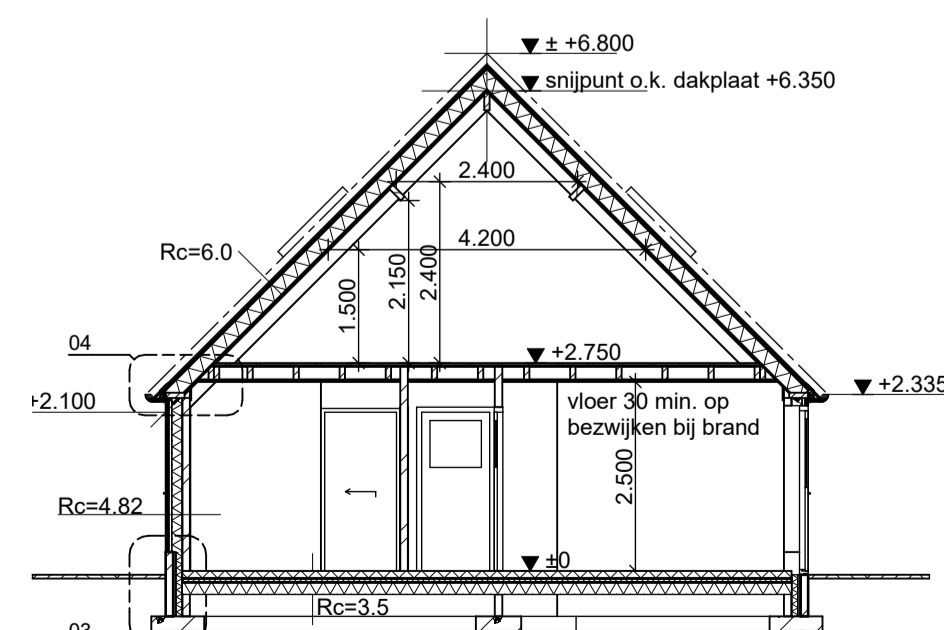 ± +6.800
snijpunt o.k. dakplaat +6.350
2.400
4.200
Rc=6.0
1.500
2.150
2.400
04
+2.750
+2.335
+2.100
vloer 30 min. op
bezwijken bij brand
2.500
Rc=4.82
±0
Rc=3.5
03